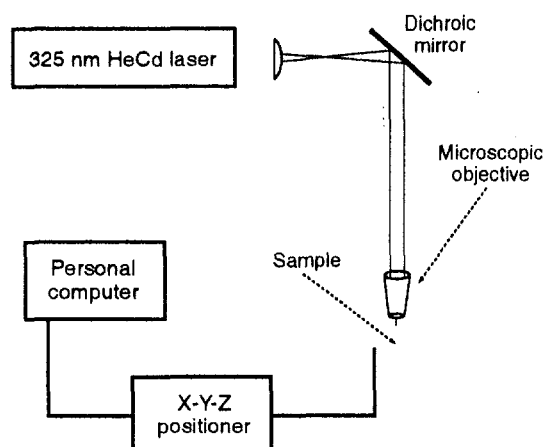 Dichroic
mirror
325 nm HeCd laser
Microscopic
objective
Sample
Personal
computer
X-Y-Z
positioner